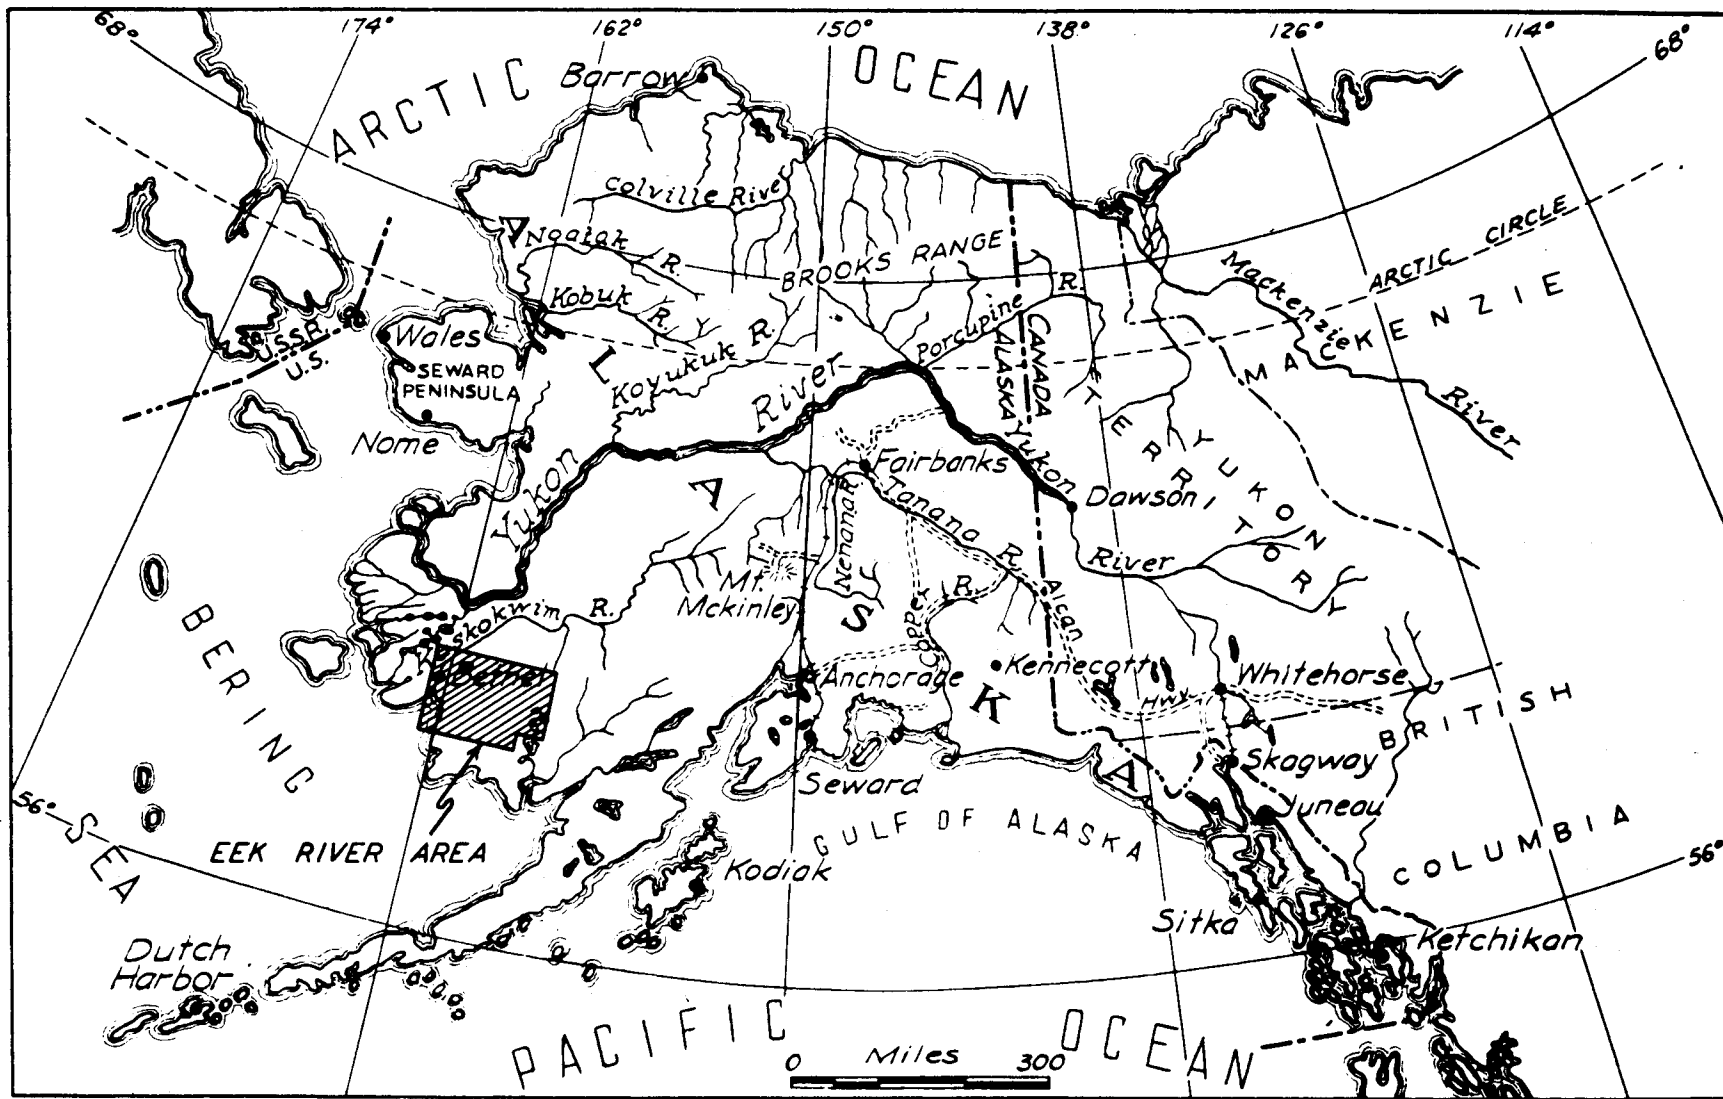 68°
174°
162°
150°
138°
126°
114°
68°
ARCTIC OCEAN
Barrow
Colville River
Noatak
R.
BROOKS RANGE
Kobuk
R.
Koyukuk R.
Porcupine
R.
Mackenzie
River
ARCTIC CIRCLE
MACKENZIE
U.S.S.R.
U.S.
Wales
SEWARD
PENINSULA
Nome
CANADA
ALASKA
Yukon
River
Yukon
River
Fairbanks
Dawson
YUKON
TERRITORY
Tanana
R.
Nenana R.
Mt.
Mckinley
Copper
R.
Alcan
Hwy
skokwim R.
Bethel
Anchorage
Kennecott
Whitehorse
Seward
Skagway
Juneau
BRITISH
COLUMBIA
ALASKA
BERING
SEA
56°
EEK RIVER AREA
GULF OF ALASKA
Kodiak
Sitka
Ketchikan
56°
Dutch
Harbor
PACIFIC OCEAN
0 Miles 300